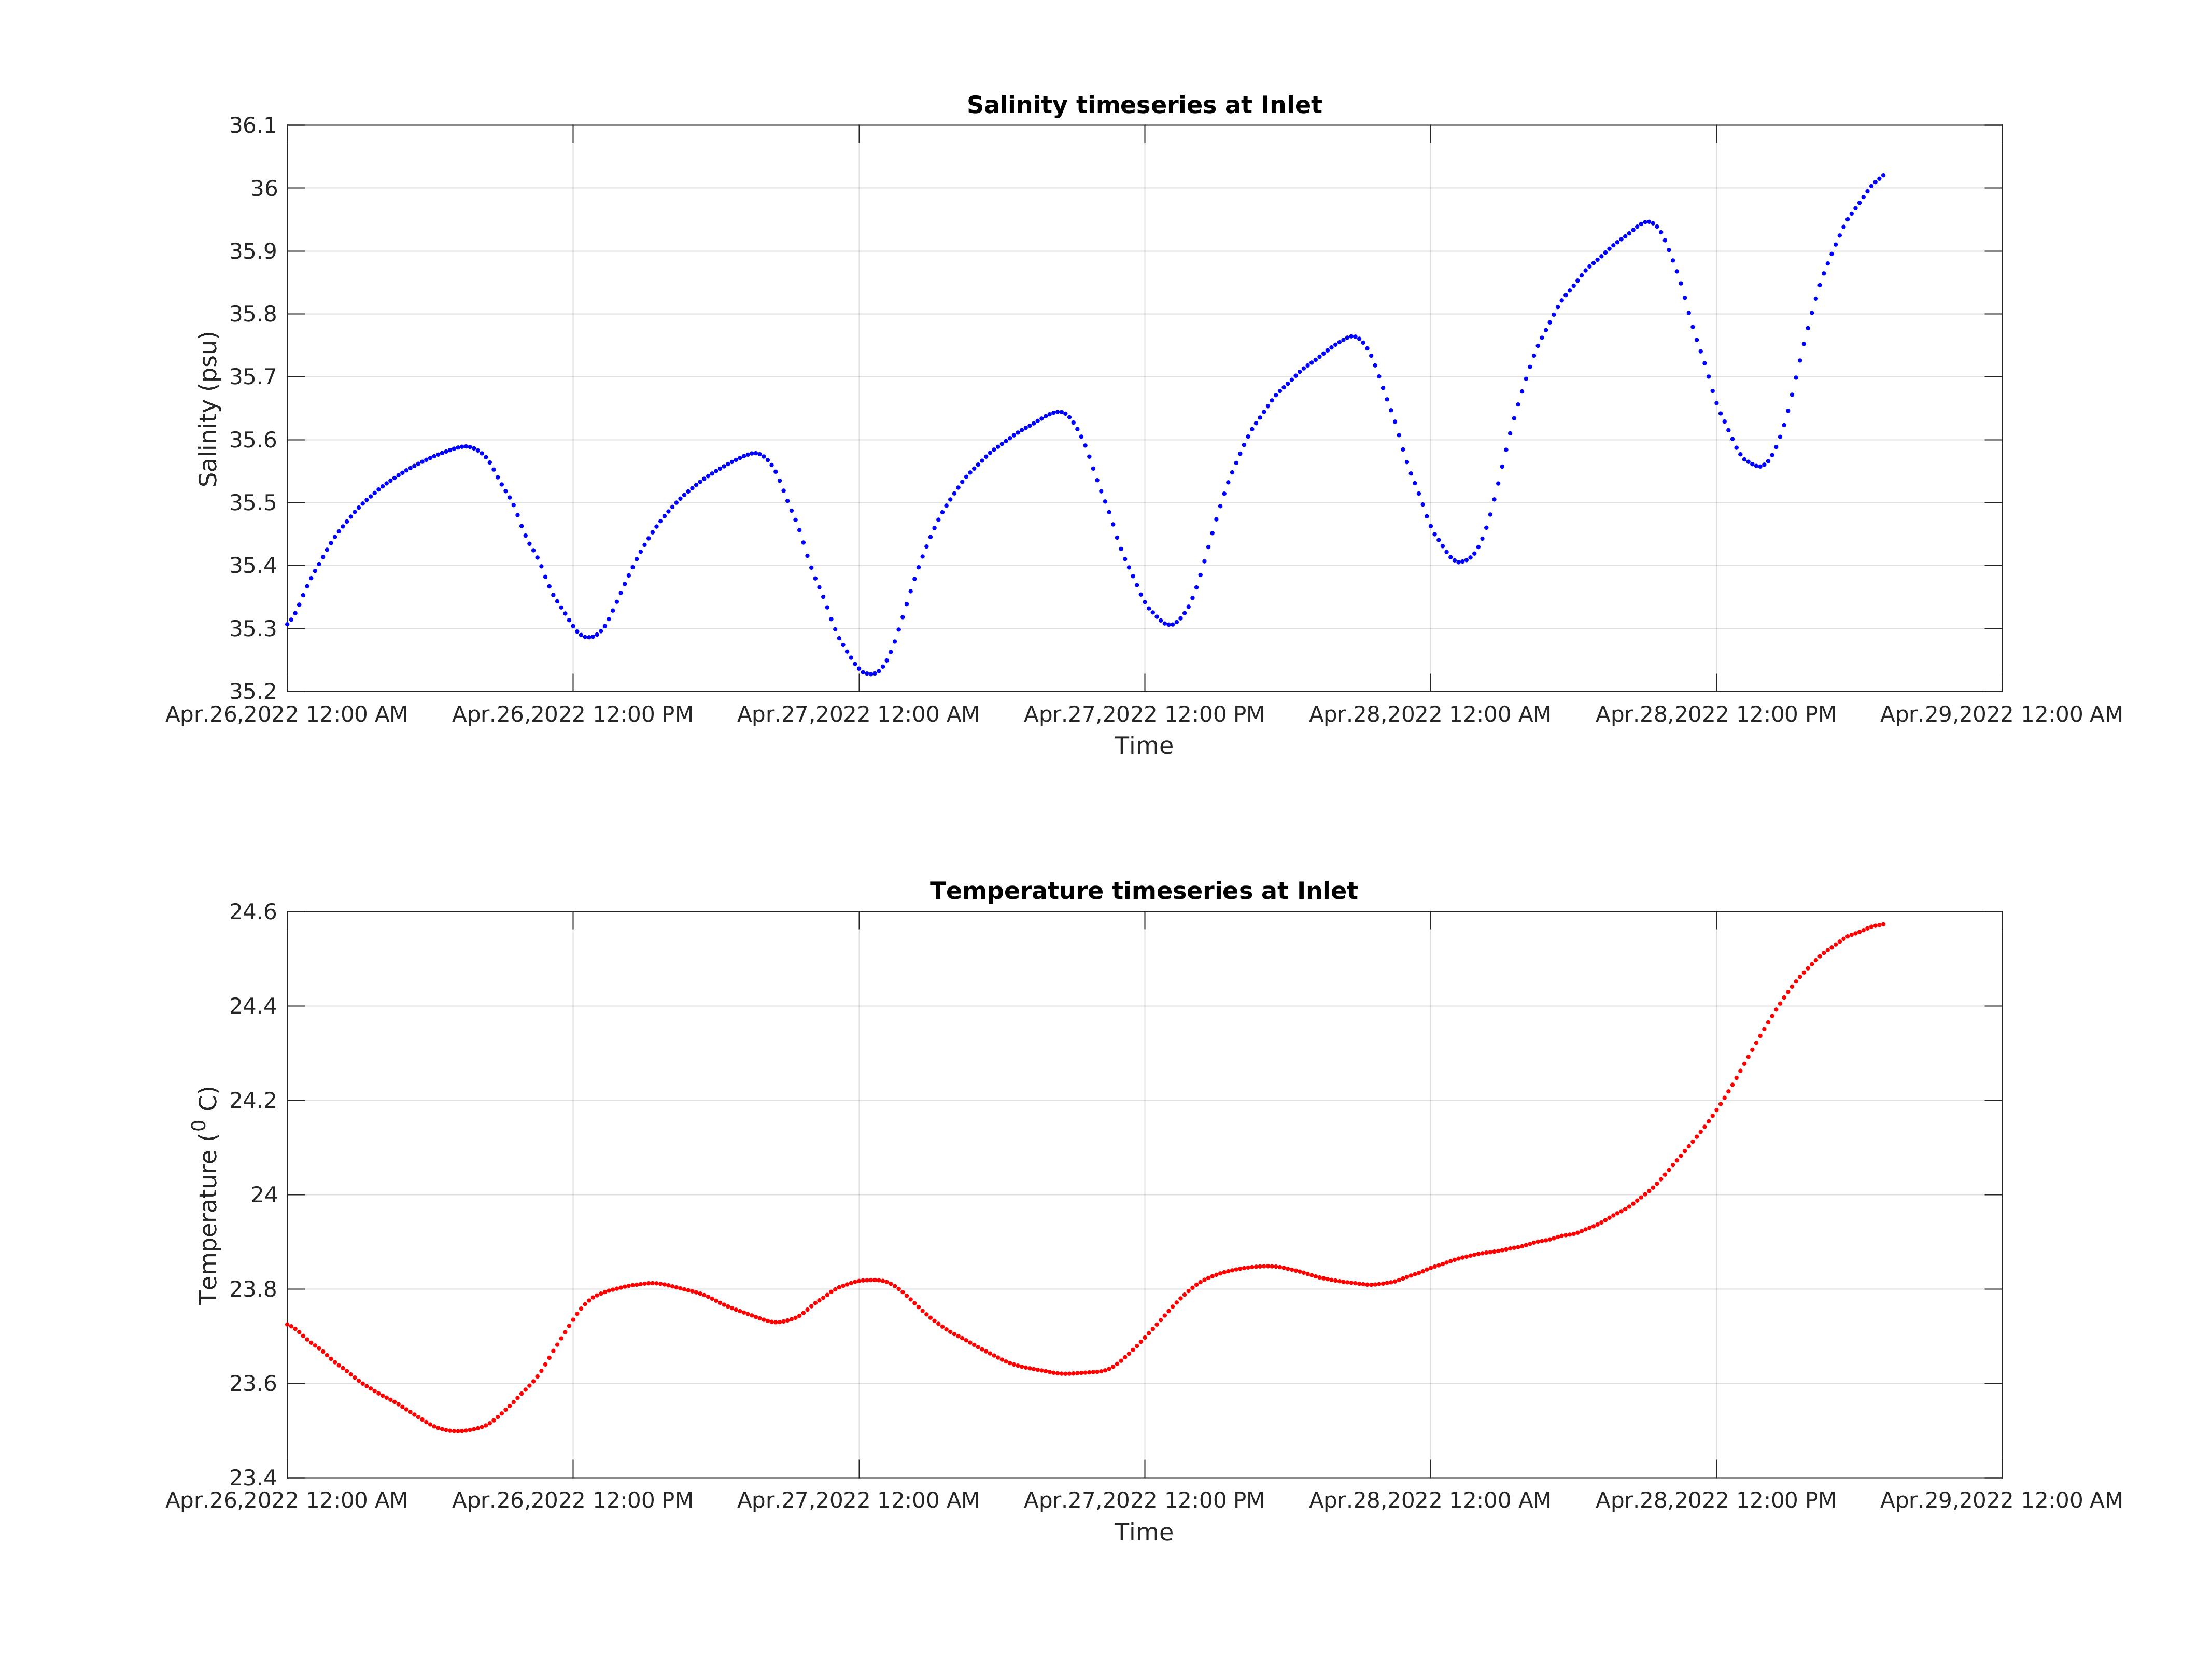 Salinity timeseries at Inlet
36.1
36
35.9
35.8
35.7
35.6
35.5
35.4
35.3
35.2
Salinity (psu)
Apr.26,2022 12:00 AM Apr.26,2022 12:00 PM Apr.27,2022 12:00 AM Apr.27,2022 12:00 PM Apr.28,2022 12:00 AM Apr.28,2022 12:00 PM Apr.29,2022 12:00 AM
Time
Temperature timeseries at Inlet
24.6
24.4
24.2
24
23.8
23.6
23.4
Temperature (⁰ C)
Apr.26,2022 12:00 AM Apr.26,2022 12:00 PM Apr.27,2022 12:00 AM Apr.27,2022 12:00 PM Apr.28,2022 12:00 AM Apr.28,2022 12:00 PM Apr.29,2022 12:00 AM
Time